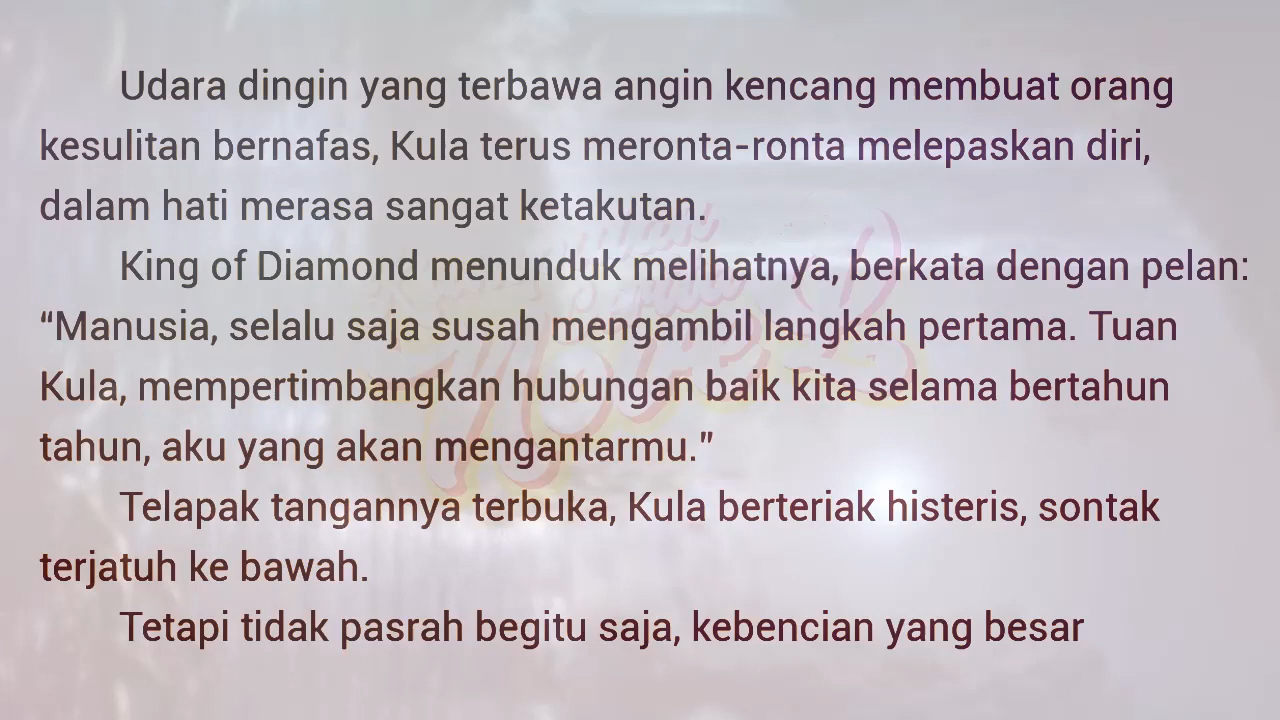 Udara dingin yang terbawa angin kencang membuat orang
kesulitan bernafas, Kula terus meronta-ronta melepaskan diri,
dalam hati merasa sangat ketakutan.
King of Diamond menunduk melihatnya, berkata dengan pelan:
“Manusia, selalu saja susah mengambil langkah pertama. Tuan
Kula, mempertimbangkan hubungan baik kita selama bertahun
tahun, aku yang akan mengantarmu.”
Telapak tangannya terbuka, Kula berteriak histeris, sontak
terjatuh ke bawah.
Tetapi tidak pasrah begitu saja, kebencian yang besar